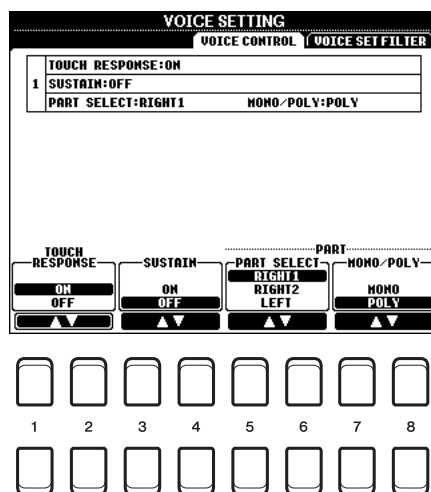 VOICE SETTING
VOICE CONTROL VOICE SET FILTER
TOUCH RESPONSE:ON
1 SUSTAIN:OFF
PART SELECT:RIGHT1 MONO/POLY:POLY
PART
TOUCH RESPONSE SUSTAIN PART SELECT MONO/POLY
RIGHT1
ON ON RIGHT2 MONO
OFF OFF LEFT POLY
1 2 3 4 5 6 7 8